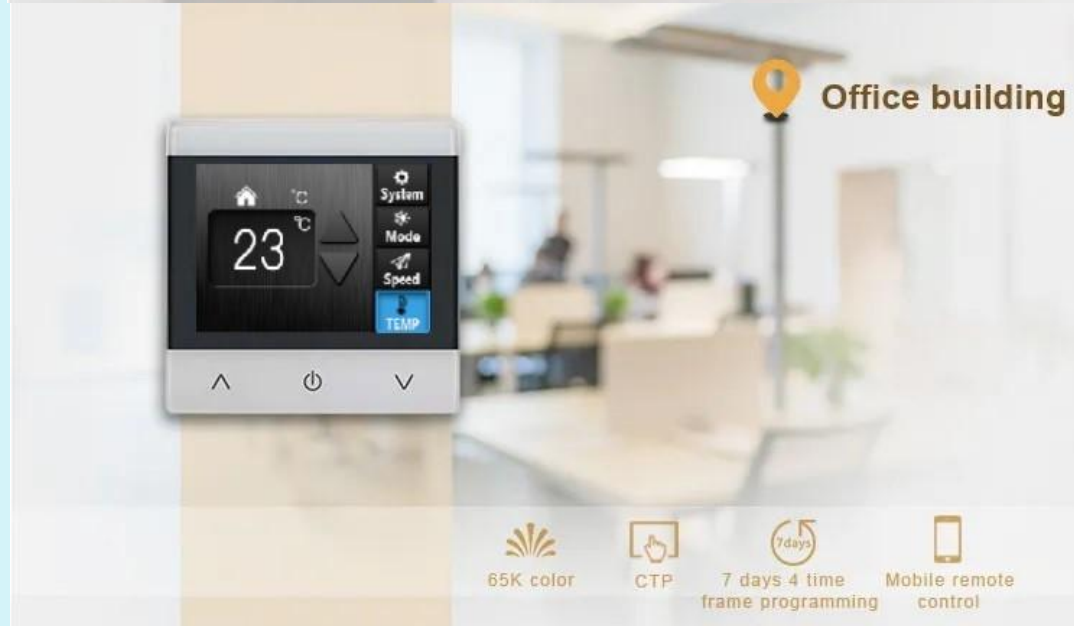 Office building
°C
System
°C
23
Mode
Speed
TEMP
65K color
CTP
7days
7 days 4 time
frame programming
Mobile remote
control